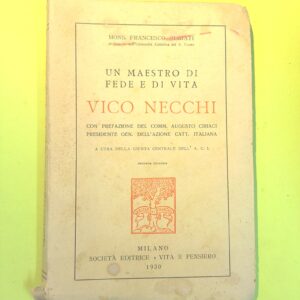 MONS. FRANCESCO OLGIATI
UN MAESTRO DI
FEDE E DI VITA
VICO NECCHI
CON PREFAZIONE DEL COMM. AUGUSTO CIRIACI
PRESIDENTE GEN. DELL'AZIONE CATT. ITALIANA
A CURA DELLA GIUNTA CENTRALE DELL' A. C. I.
MILANO
SOCIETÀ EDITRICE "VITA E PENSIERO"
1930